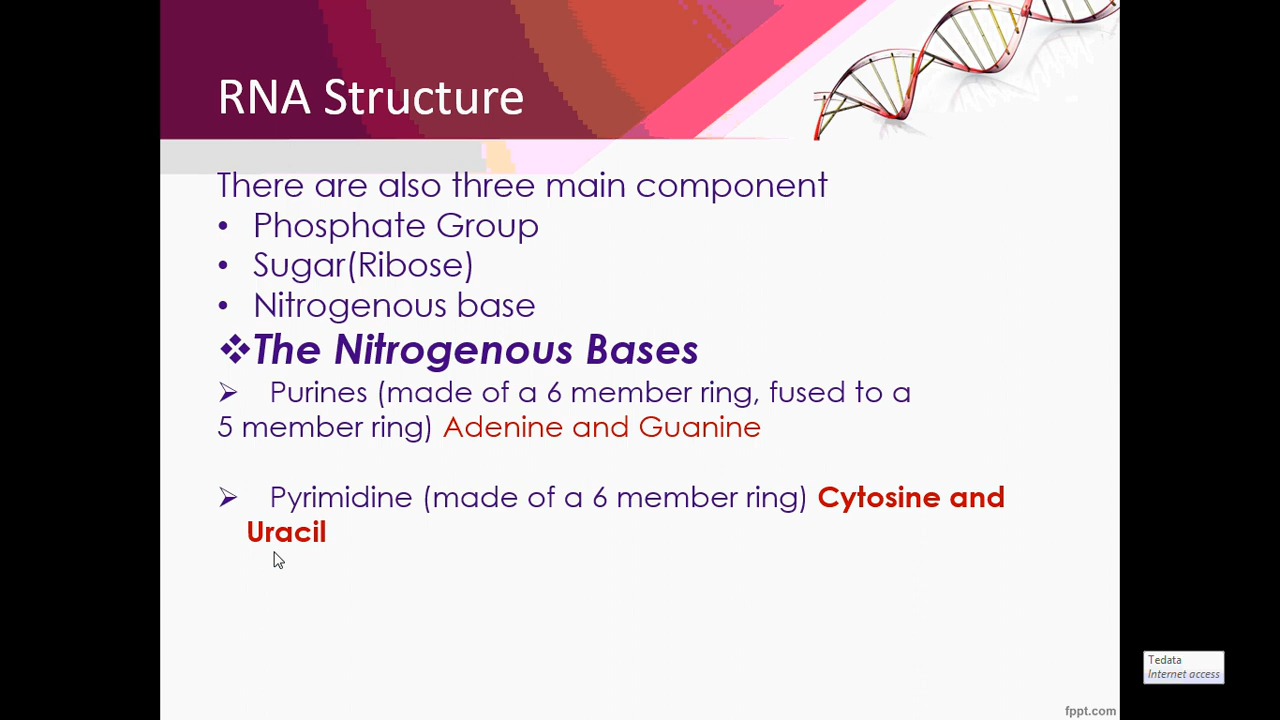 RNA Structure
There are also three main component
• Phosphate Group
• Sugar(Ribose)
• Nitrogenous base
❖The Nitrogenous Bases
➢ Purines (made of a 6 member ring, fused to a
5 member ring) Adenine and Guanine
➢ Pyrimidine (made of a 6 member ring) Cytosine and
Uracil
Tedata
Internet access
fppt.com